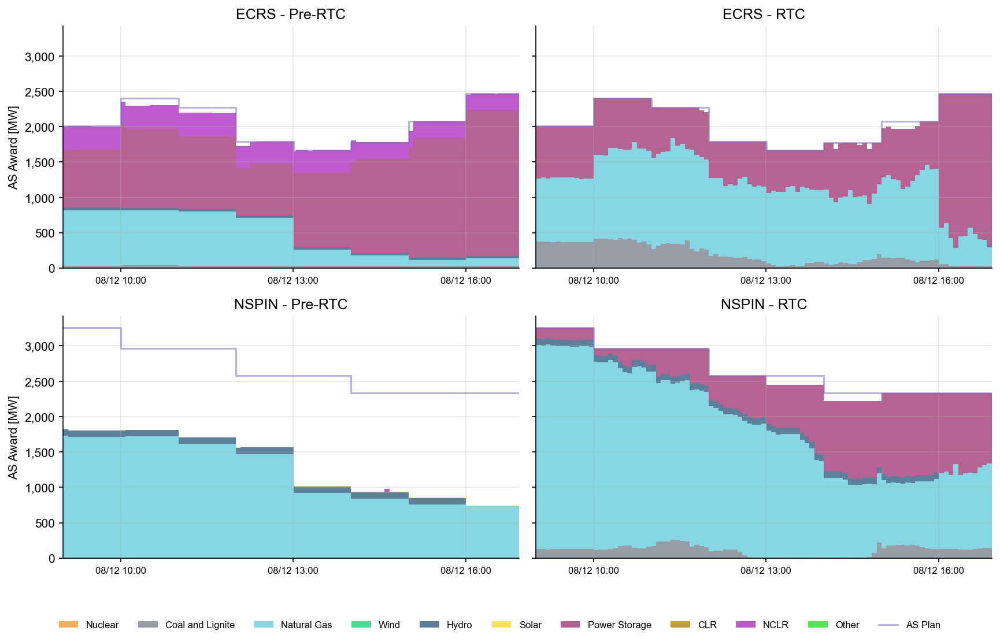 ECRS - Pre-RTC
ECRS - RTC
AS Award [MW]
3,000
2,500
2,000
1,500
1,000
500
0
08/12 10:00 08/12 13:00 08/12 16:00
08/12 10:00 08/12 13:00 08/12 16:00
NSPIN - Pre-RTC
NSPIN - RTC
AS Award [MW]
3,000
2,500
2,000
1,500
1,000
500
0
08/12 10:00 08/12 13:00 08/12 16:00
08/12 10:00 08/12 13:00 08/12 16:00
Nuclear Coal and Lignite Natural Gas Wind Hydro Solar Power Storage CLR NCLR Other AS Plan